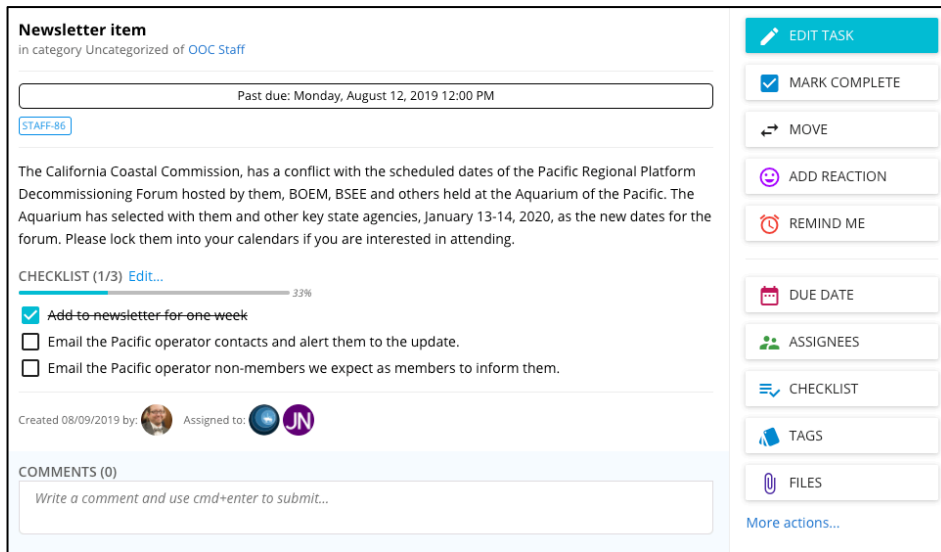 Newsletter item
in category Uncategorized of OOC Staff
Past due: Monday, August 12, 2019 12:00 PM
STAFF-86
The California Coastal Commission, has a conflict with the scheduled dates of the Pacific Regional Platform
Decommissioning Forum hosted by them, BOEM, BSEE and others held at the Aquarium of the Pacific. The
Aquarium has selected with them and other key state agencies, January 13-14, 2020, as the new dates for the
forum. Please lock them into your calendars if you are interested in attending.
CHECKLIST (1/3) Edit...
33%
Add to newsletter for one week
Email the Pacific operator contacts and alert them to the update.
Email the Pacific operator non-members we expect as members to inform them.
Created 08/09/2019 by: Assigned to: JN
COMMENTS (0)
Write a comment and use cmd+enter to submit...
EDIT TASK
MARK COMPLETE
MOVE
ADD REACTION
REMIND ME
DUE DATE
ASSIGNEES
CHECKLIST
TAGS
FILES
More actions...